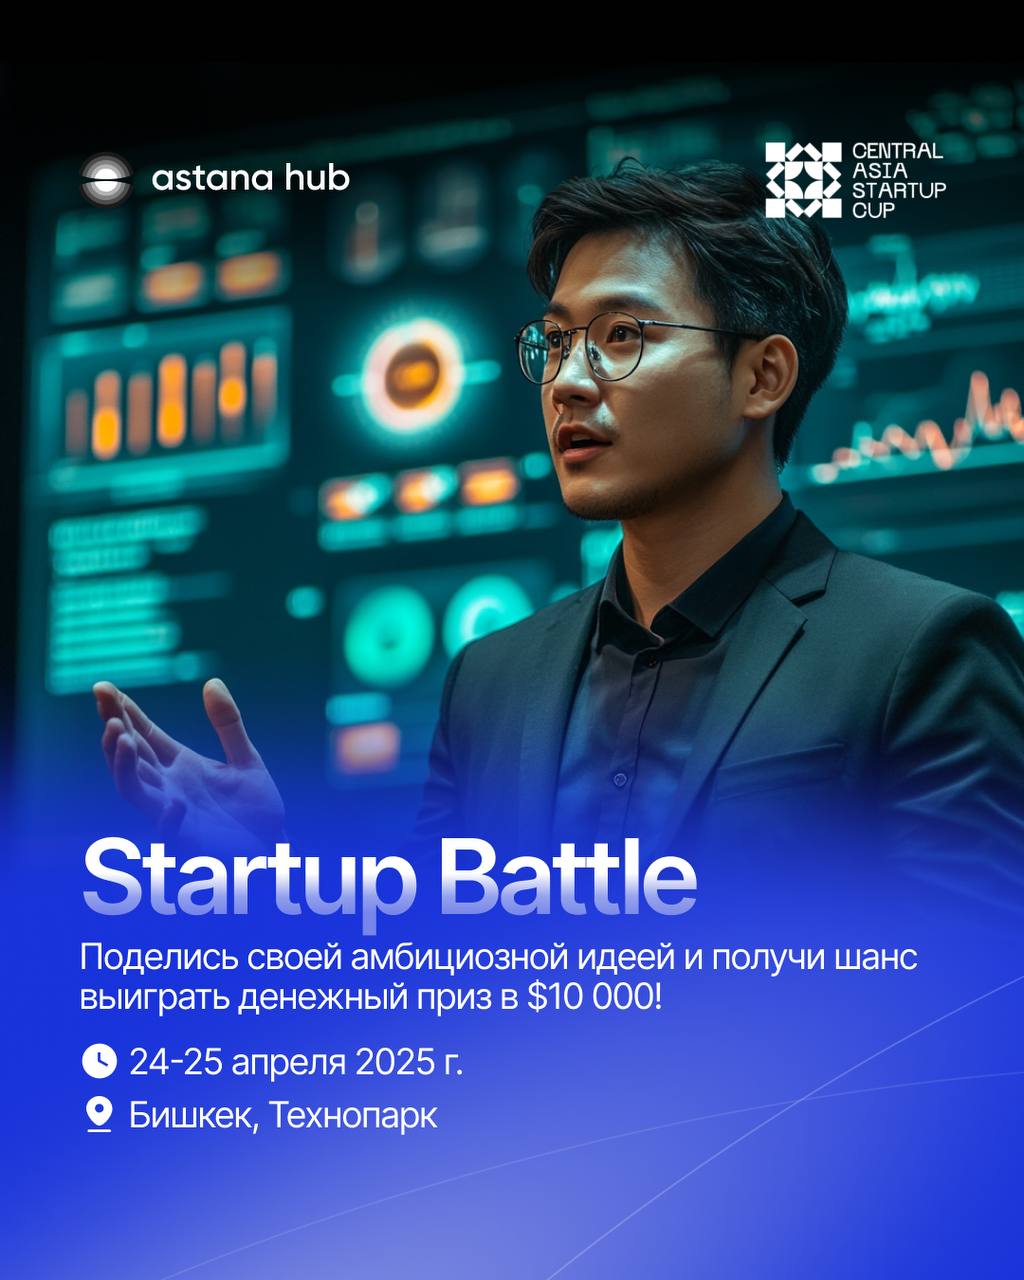 astana hub
CENTRAL
ASIA
STARTUP
CUP
Startup Battle
Поделись своей амбициозной идеей и получи шанс
выиграть денежный приз в $10 000!
24-25 апреля 2025 г.
Бишкек, Технопарк